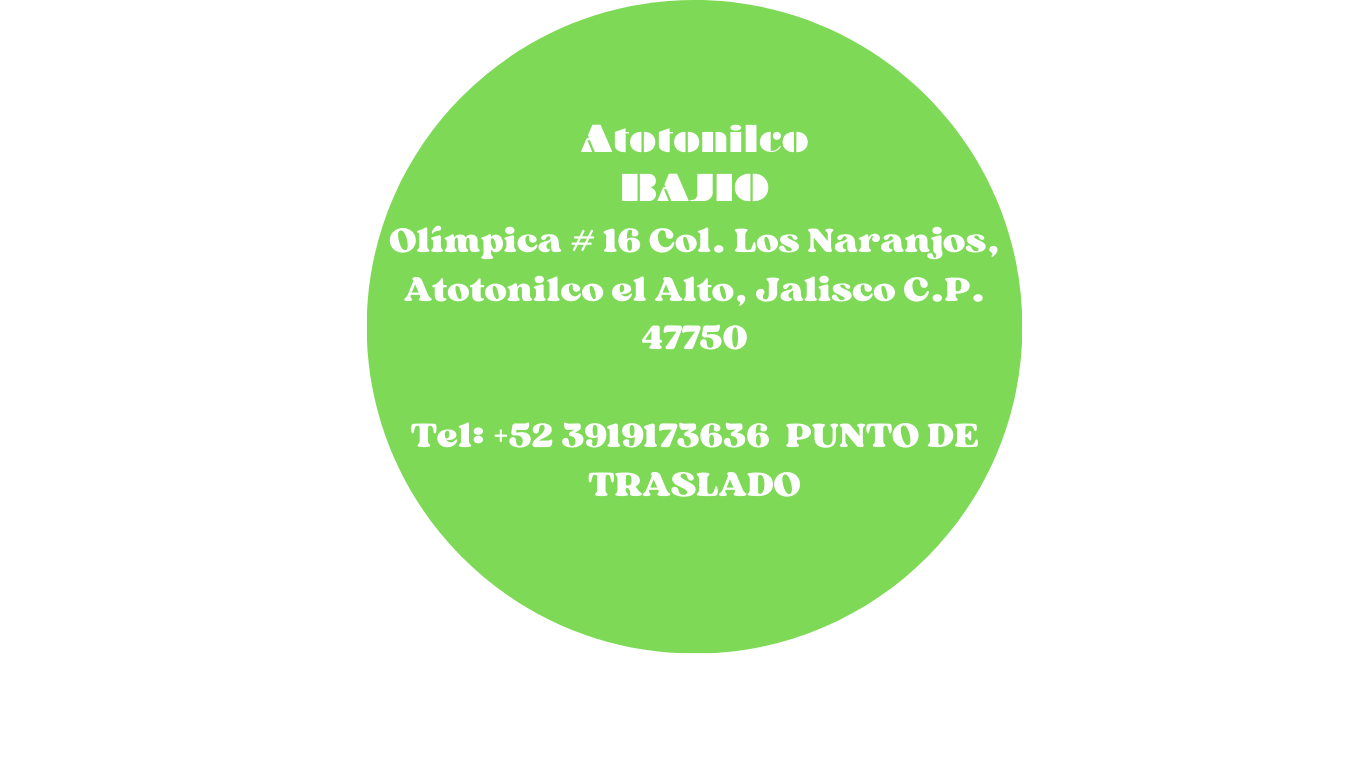 Atotonilco
BAJIO
Olímpica # 16 Col. Los Naranjos,
Atotonilco el Alto, Jalisco C.P.
47750
Tel: +52 3919173636 PUNTO DE
TRASLADO